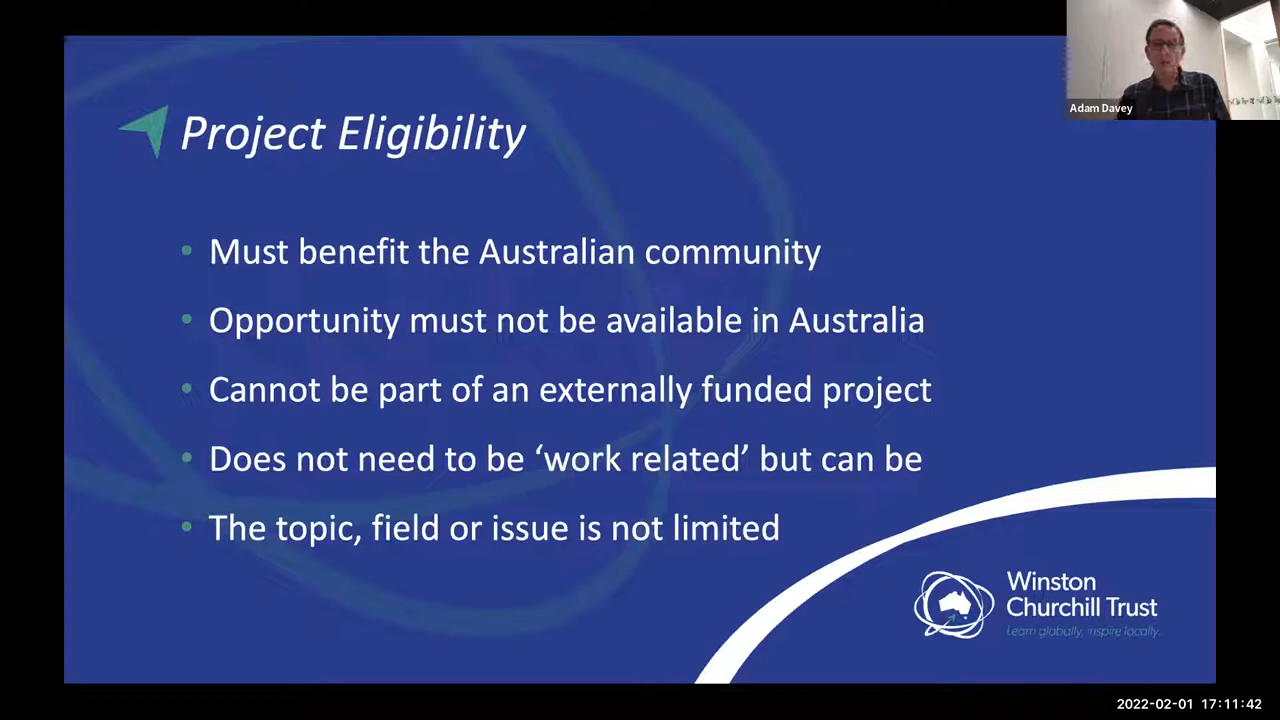 Adam Davey
Project Eligibility
• Must benefit the Australian community
• Opportunity must not be available in Australia
• Cannot be part of an externally funded project
• Does not need to be ‘work related’ but can be
• The topic, field or issue is not limited
Winston
Churchill Trust
Learn globally, inspire locally.
2022-02-01 17:11:42